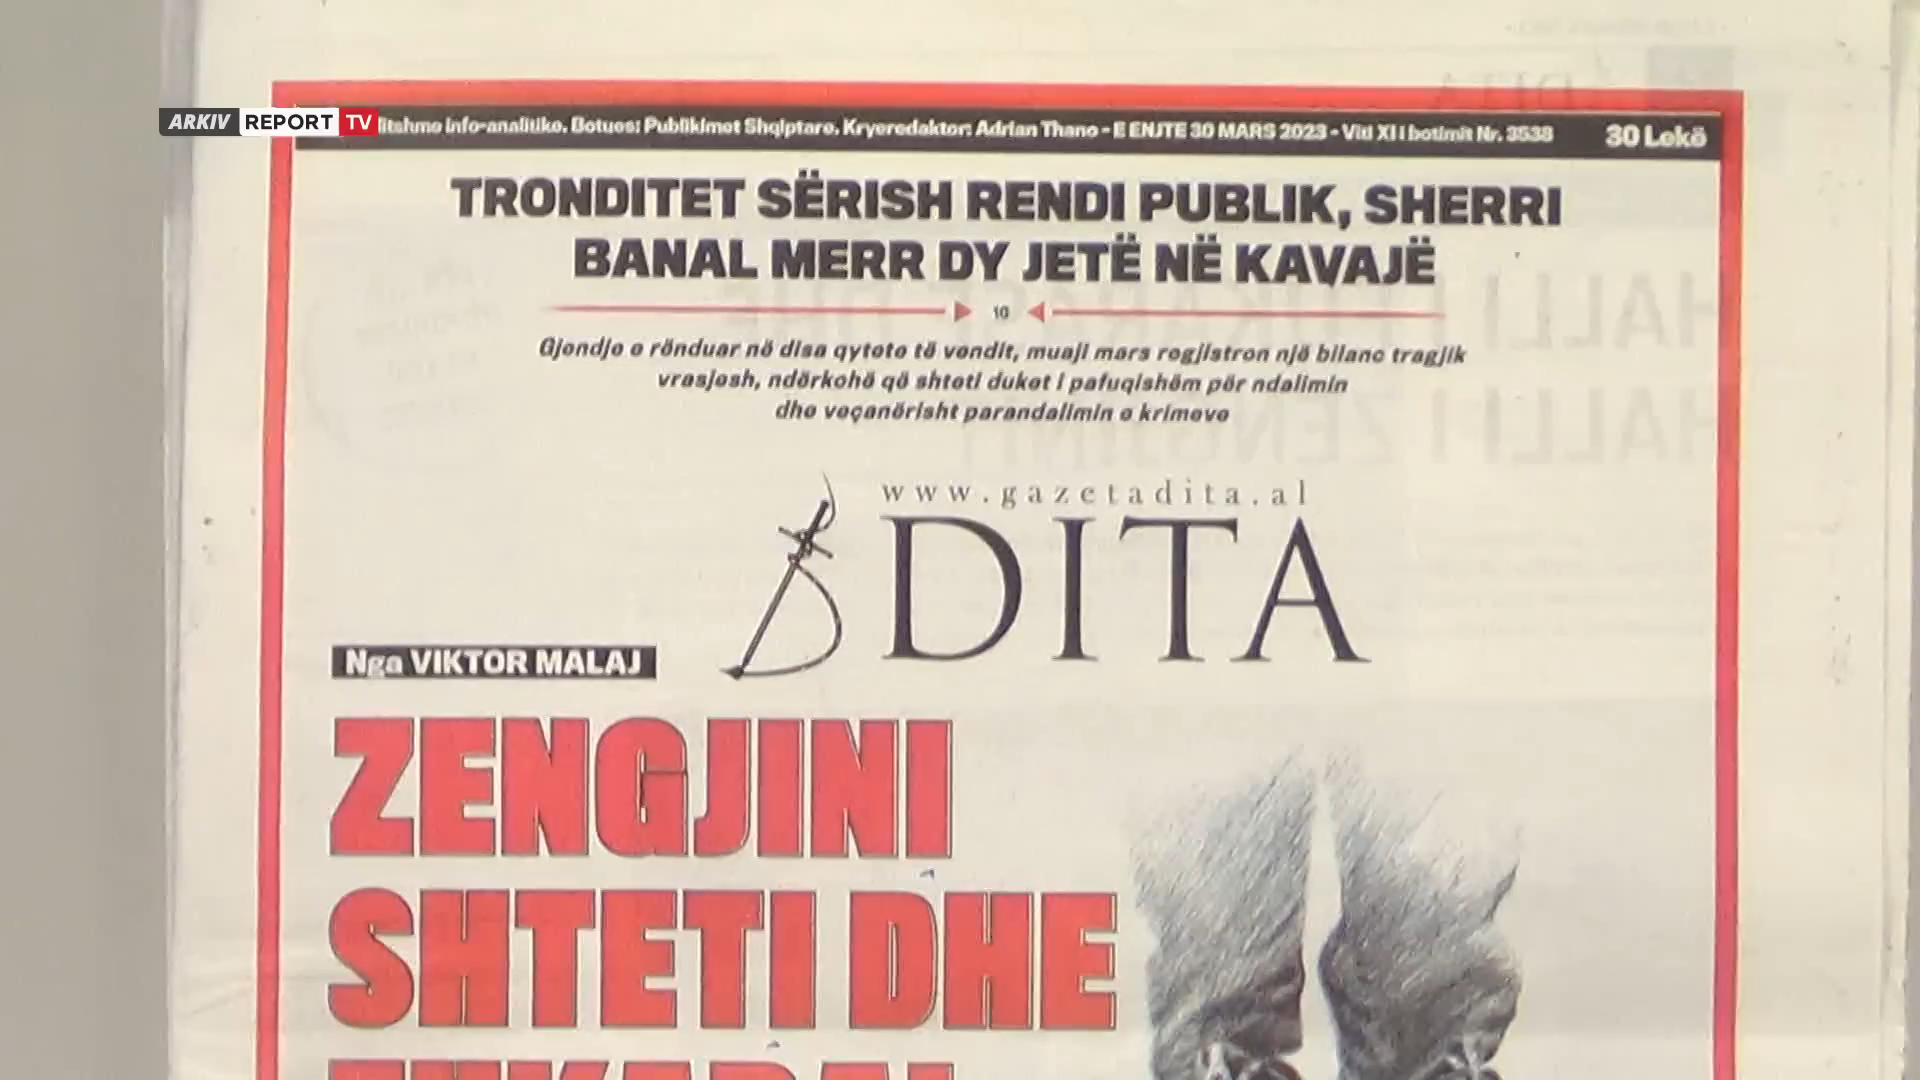 ARKIV REPORT TV
info-analitike. Botues: Publikimet Shqiptare. Kryeredaktor: Adrian Thano - E ENJTE 30 MARS 2023 - Viti XI i botimit Nr. 3538 30 Lekë
TRONDITET SËRISH RENDI PUBLIK, SHERRI
BANAL MERR DY JETË NË KAVAJË
10
Gjendje e rënduar në disa qytete të vendit, muaji mars regjistron një bilanc tragjik
vrasjesh, ndërkohë që shteti duket i pafuqishëm për ndalimin
dhe veçanërisht parandalimin e krimeve
www.gazetadita.al
DITA
Nga VIKTOR MALAJ
ZENGJINI
SHTETI DHE